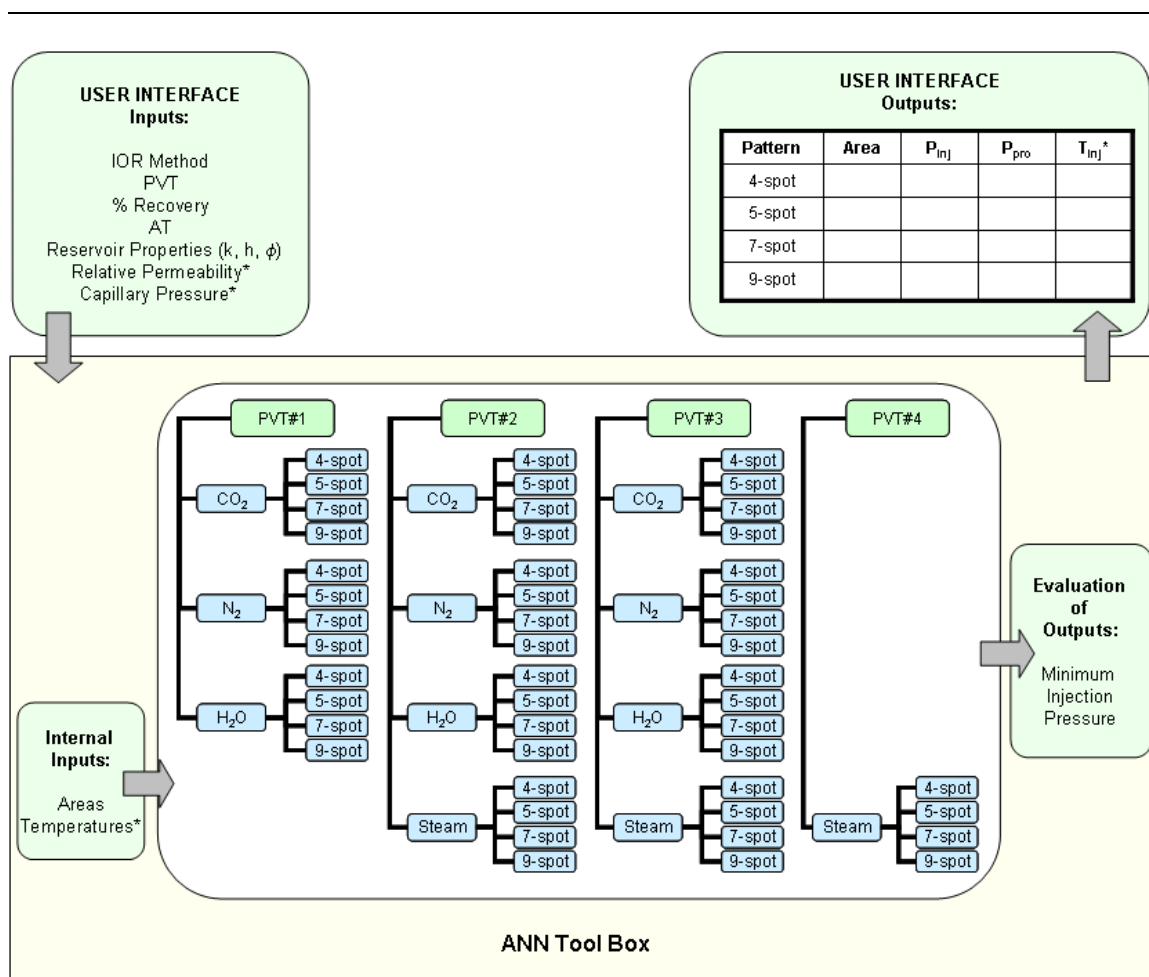 USER INTERFACE
Inputs:
IOR Method
PVT
% Recovery
AT
Reservoir Properties (k, h, ϕ)
Relative Permeability*
Capillary Pressure*
USER INTERFACE
Outputs:
Pattern Area P_Inj P_pro T_Inj*
4-spot
5-spot
7-spot
9-spot
PVT#1
CO₂
4-spot
5-spot
7-spot
9-spot
N₂
4-spot
5-spot
7-spot
9-spot
H₂O
4-spot
5-spot
7-spot
9-spot
PVT#2
CO₂
4-spot
5-spot
7-spot
9-spot
N₂
4-spot
5-spot
7-spot
9-spot
H₂O
4-spot
5-spot
7-spot
9-spot
Steam
4-spot
5-spot
7-spot
9-spot
PVT#3
CO₂
4-spot
5-spot
7-spot
9-spot
N₂
4-spot
5-spot
7-spot
9-spot
H₂O
4-spot
5-spot
7-spot
9-spot
Steam
4-spot
5-spot
7-spot
9-spot
PVT#4
Steam
4-spot
5-spot
7-spot
9-spot
Internal
Inputs:
Areas
Temperatures*
Evaluation
of
Outputs:
Minimum
Injection
Pressure
ANN Tool Box